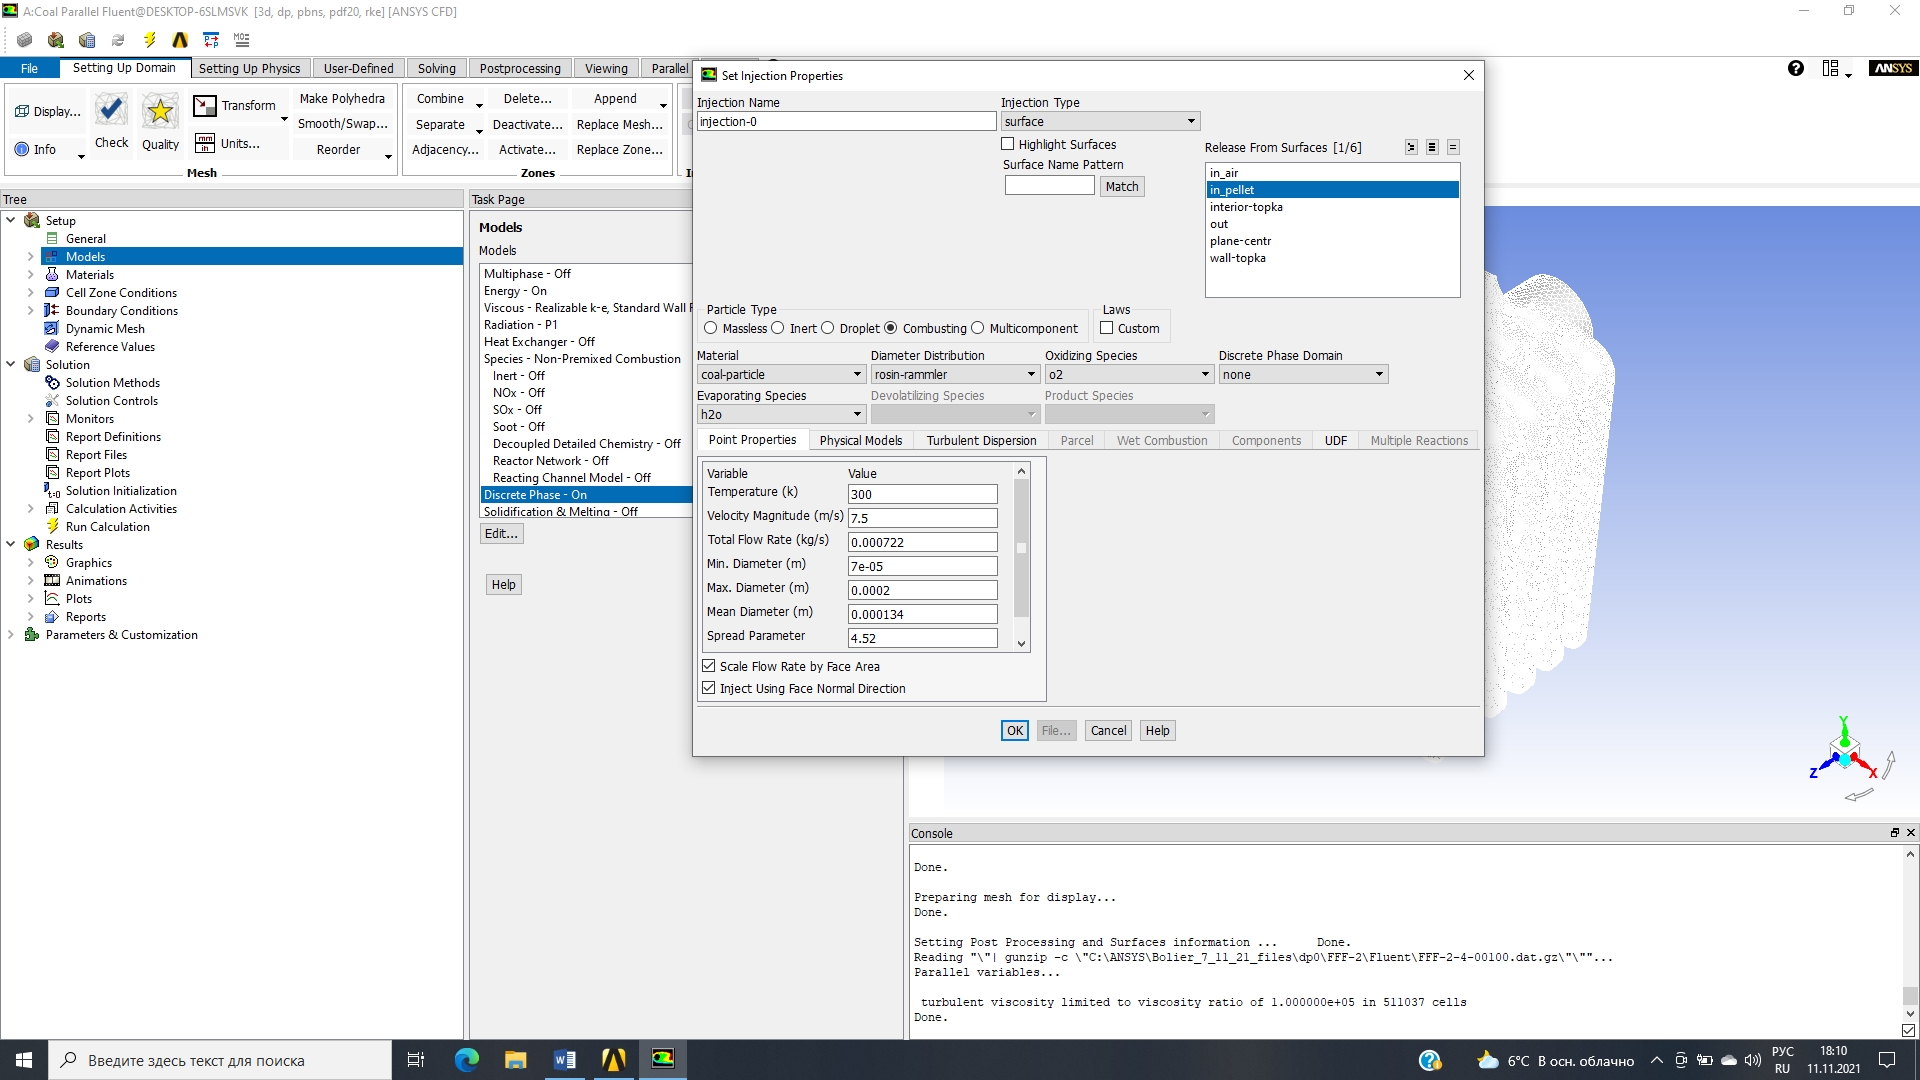 A:Coal Parallel Fluent@DESKTOP-6SLMSVK [3d, dp, pbns, pdf20, rke] [ANSYS CFD]
File
Setting Up Domain
Setting Up Physics
User-Defined
Solving
Postprocessing
Viewing
Parallel
ANSYS
Display...
Info
Check
Quality
Transform
Units...
Make Polyhedra
Smooth/Swap...
Reorder
Mesh
Combine
Delete...
Append
Separate
Deactivate...
Replace Mesh...
Adjacency...
Activate...
Replace Zone...
Zones
Tree
Setup
General
Models
Materials
Cell Zone Conditions
Boundary Conditions
Dynamic Mesh
Reference Values
Solution
Solution Methods
Solution Controls
Monitors
Report Definitions
Report Files
Report Plots
Solution Initialization
Calculation Activities
Run Calculation
Results
Graphics
Animations
Plots
Reports
Parameters & Customization
Task Page
Models
Models
Multiphase - Off
Energy - On
Viscous - Realizable k-e, Standard Wall F
Radiation - P1
Heat Exchanger - Off
Species - Non-Premixed Combustion
Inert - Off
NOx - Off
SOx - Off
Soot - Off
Decoupled Detailed Chemistry - Off
Reactor Network - Off
Reacting Channel Model - Off
Discrete Phase - On
Solidification & Melting - Off
Edit...
Help
Set Injection Properties
Injection Name
injection-0
Injection Type
surface
Highlight Surfaces
Surface Name Pattern
Match
Release From Surfaces [1/6]
in_air
in_pellet
interior-topka
out
plane-centr
wall-topka
Particle Type
Massless Inert Droplet Combusting Multicomponent
Laws
Custom
Material
coal-particle
Diameter Distribution
rosin-rammler
Oxidizing Species
o2
Discrete Phase Domain
none
Evaporating Species
h2o
Devolatilizing Species
Product Species
Point Properties
Physical Models
Turbulent Dispersion
Parcel
Wet Combustion
Components
UDF
Multiple Reactions
Variable Value
Temperature (k) 300
Velocity Magnitude (m/s) 7.5
Total Flow Rate (kg/s) 0.000722
Min. Diameter (m) 7e-05
Max. Diameter (m) 0.0002
Mean Diameter (m) 0.000134
Spread Parameter 4.52
Scale Flow Rate by Face Area
Inject Using Face Normal Direction
OK File... Cancel Help
Y
Z
X
Console
Done.
Preparing mesh for display...
Done.
Setting Post Processing and Surfaces information ... Done.
Reading "\"| gunzip -c \"C:\ANSYS\Bolier_7_11_21_files\dp0\FFF-2\Fluent\FFF-2-4-00100.dat.gz\"\""...
Parallel variables...
turbulent viscosity limited to viscosity ratio of 1.000000e+05 in 511037 cells
Done.
Введите здесь текст для поиска
6°C В осн. облачно
РУС
RU
18:10
11.11.2021